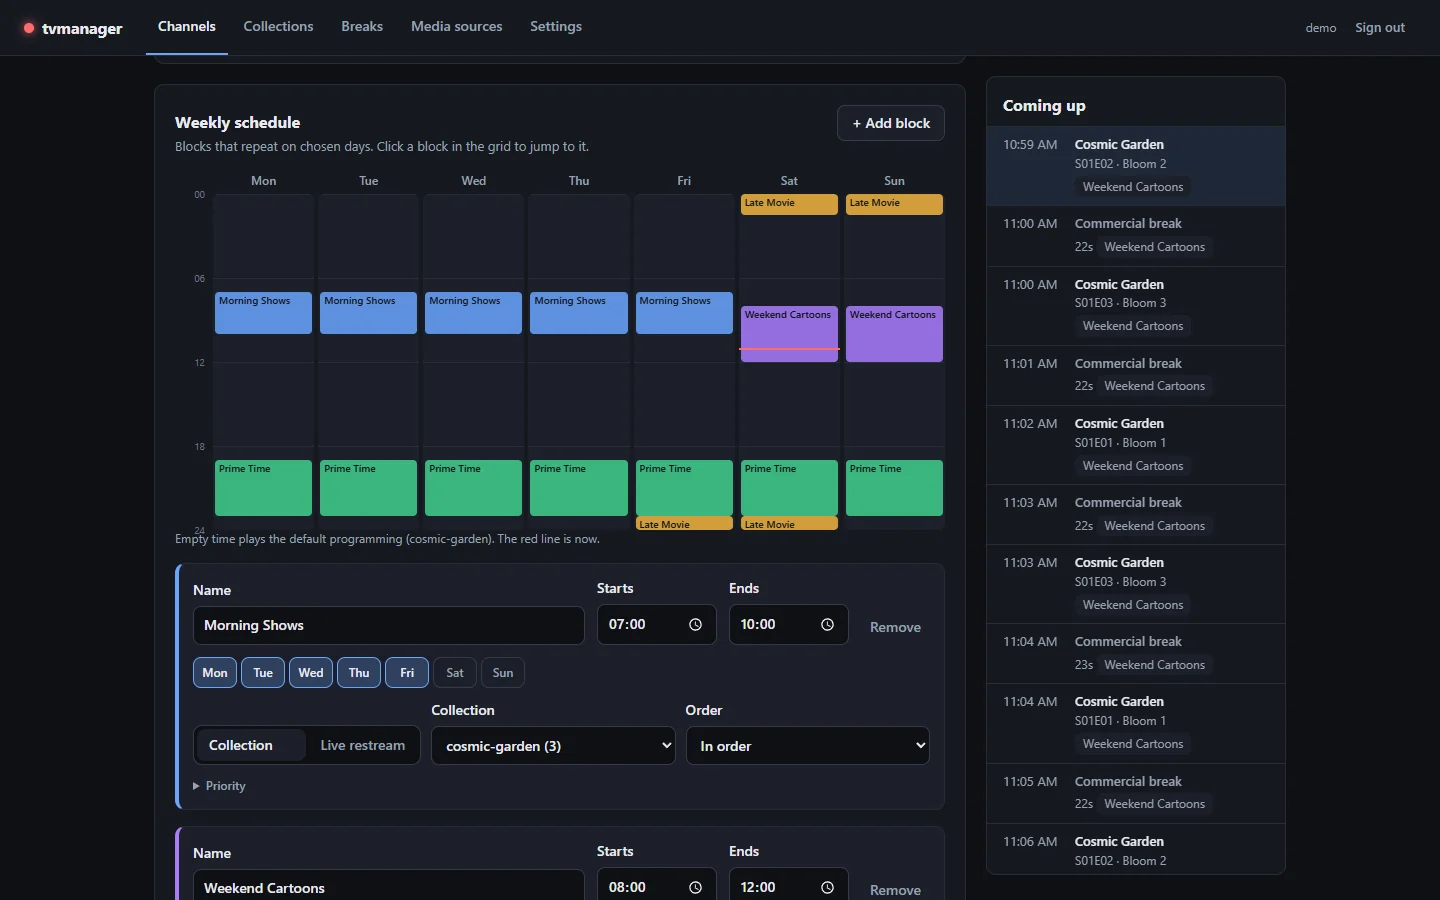 tvmanager
Channels
Collections
Breaks
Media sources
Settings
demo
Sign out
Weekly schedule
Blocks that repeat on chosen days. Click a block in the grid to jump to it.
+ Add block
Mon Tue Wed Thu Fri Sat Sun
00
Late Movie Late Movie
06
Morning Shows Morning Shows Morning Shows Morning Shows Morning Shows
Weekend Cartoons Weekend Cartoons
12
18
Prime Time Prime Time Prime Time Prime Time Prime Time Prime Time Prime Time
Late Movie Late Movie
24
Empty time plays the default programming (cosmic-garden). The red line is now.
Name Starts Ends
Morning Shows 07:00 10:00 Remove
Mon Tue Wed Thu Fri Sat Sun
Collection Order
Collection Live restream cosmic-garden (3) In order
Priority
Name Starts Ends
Weekend Cartoons 08:00 12:00 Remove
Coming up
10:59 AM Cosmic Garden
S01E02 · Bloom 2
Weekend Cartoons
11:00 AM Commercial break
22s Weekend Cartoons
11:00 AM Cosmic Garden
S01E03 · Bloom 3
Weekend Cartoons
11:01 AM Commercial break
22s Weekend Cartoons
11:02 AM Cosmic Garden
S01E01 · Bloom 1
Weekend Cartoons
11:03 AM Commercial break
22s Weekend Cartoons
11:03 AM Cosmic Garden
S01E03 · Bloom 3
Weekend Cartoons
11:04 AM Commercial break
23s Weekend Cartoons
11:04 AM Cosmic Garden
S01E01 · Bloom 1
Weekend Cartoons
11:05 AM Commercial break
22s Weekend Cartoons
11:06 AM Cosmic Garden
S01E02 · Bloom 2